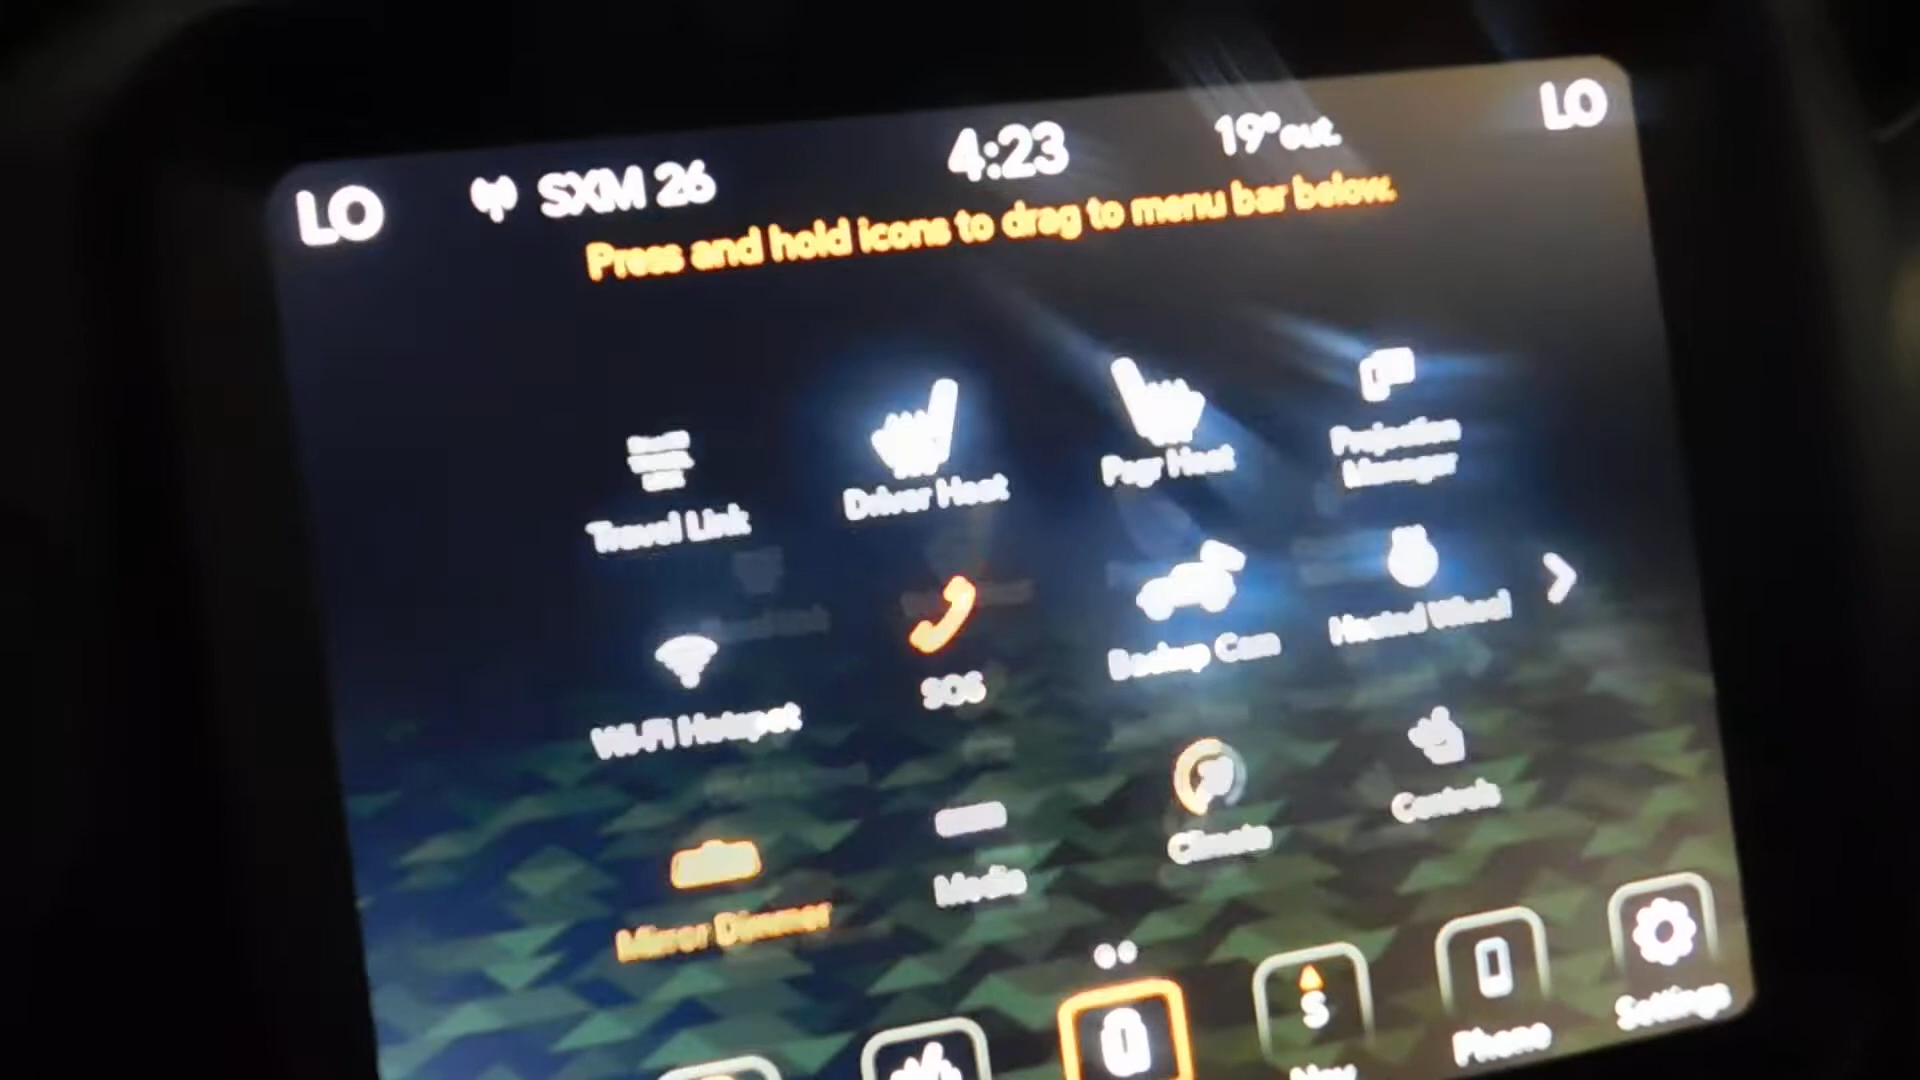 LO SXM 26 4:23 19° out. LO
Press and hold icons to drag to menu bar below.
Travel Link Driver Heat Psgr Heat Projection
Manager
Wi-Fi Hotspot SOS Backup Cam Heated Wheel
Mirror Dimmer Media Climate Controls
S
Nav Phone Settings